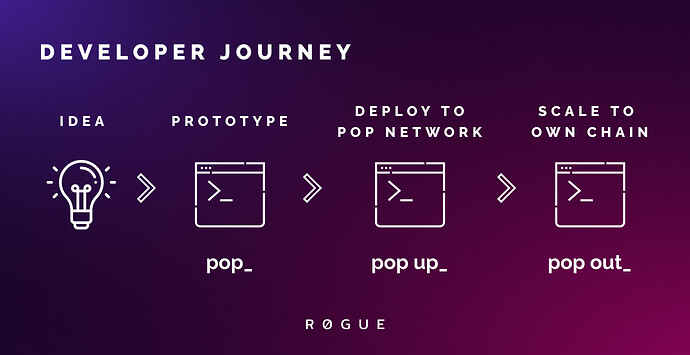 DEVELOPER JOURNEY
IDEA
PROTOTYPE
DEPLOY TO
POP NETWORK
SCALE TO
OWN CHAIN
>_
>_
>_
pop_
pop up_
pop out_
RØGUE